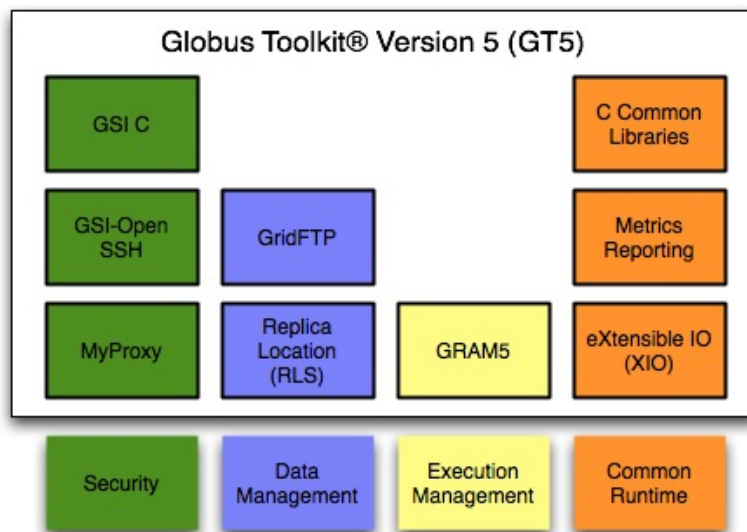 Globus Toolkit® Version 5 (GT5)
GSI C
C Common
Libraries
GSI-Open
SSH
GridFTP
Metrics
Reporting
MyProxy
Replica
Location
(RLS)
GRAM5
eXtensible IO
(XIO)
Security
Data
Management
Execution
Management
Common
Runtime